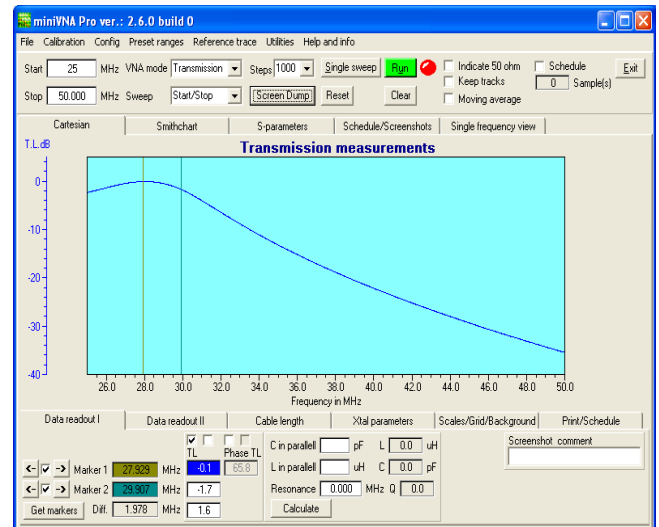 miniVNA Pro ver.: 2.6.0 build 0
File Calibration Config Preset ranges Reference trace Utilities Help and info
Start 25 MHz VNA mode Transmission Steps 1000 Single sweep Run Indicate 50 ohm Schedule Exit
Keep tracks 0 Sample(s)
Stop 50.000 MHz Sweep Start/Stop Screen Dump Reset Clear Moving average
Cartesian Smithchart S-parameters Schedule/Screenshots Single frequency view
T.L.dB Transmission measurements
0
-10
-20
-30
-40
26.0 28.0 30.0 32.0 34.0 36.0 38.0 40.0 42.0 44.0 46.0 48.0 50.0
Frequency in MHz
Data readout I Data readout II Cable length Xtal parameters Scales/Grid/Background Print/Schedule
TL Phase TL C in parallell pF L 0.0 uH Screenshot comment
<- -> Marker 1 27.929 MHz -0.1 65.8 L in parallell uH C 0.0 pF
<- -> Marker 2 29.907 MHz -1.7 Resonance 0.000 MHz Q 0.0
Get markers Diff. 1.978 MHz 1.6 Calculate